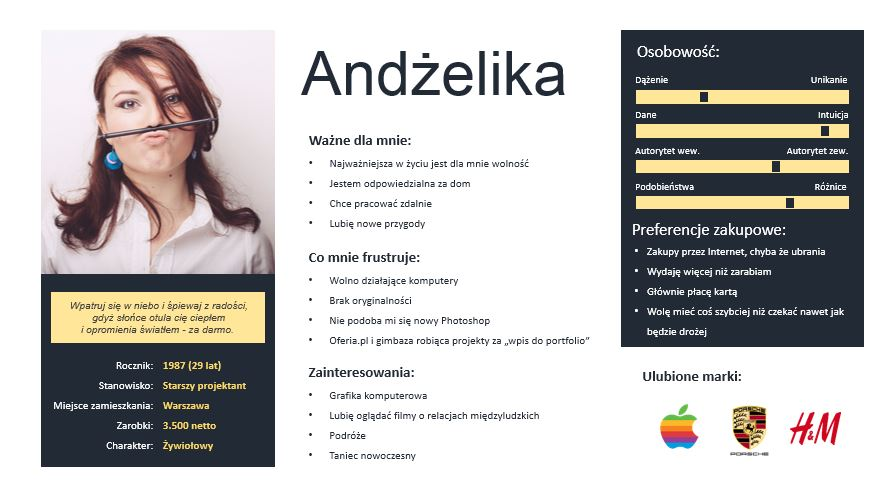 Andżelika
Wpatruj się w niebo i śpiewaj z radości,
gdyż słońce otula cię ciepłem
i opromienia światłem - za darmo.
Rocznik: 1987 (29 lat)
Stanowisko: Starszy projektant
Miejsce zamieszkania: Warszawa
Zarobki: 3.500 netto
Charakter: Żywiołowy
Ważne dla mnie:
• Najważniejsza w życiu jest dla mnie wolność
• Jestem odpowiedzialna za dom
• Chce pracować zdalnie
• Lubię nowe przygody
Co mnie frustruje:
• Wolno działające komputery
• Brak oryginalności
• Nie podoba mi się nowy Photoshop
• Oferia.pl i gimbaza robiąca projekty za „wpis do portfolio”
Zainteresowania:
• Grafika komputerowa
• Lubię oglądać filmy o relacjach międzyludzkich
• Podróże
• Taniec nowoczesny
Osobowość:
Dążenie Unikanie
Dane Intuicja
Autorytet wew. Autorytet zew.
Podobieństwa Różnice
Preferencje zakupowe:
• Zakupy przez Internet, chyba że ubrania
• Wydaję więcej niż zarabiam
• Głównie płacę kartą
• Wolę mieć coś szybciej niż czekać nawet jak
będzie drożej
Ulubione marki:
PORSCHE
H&M